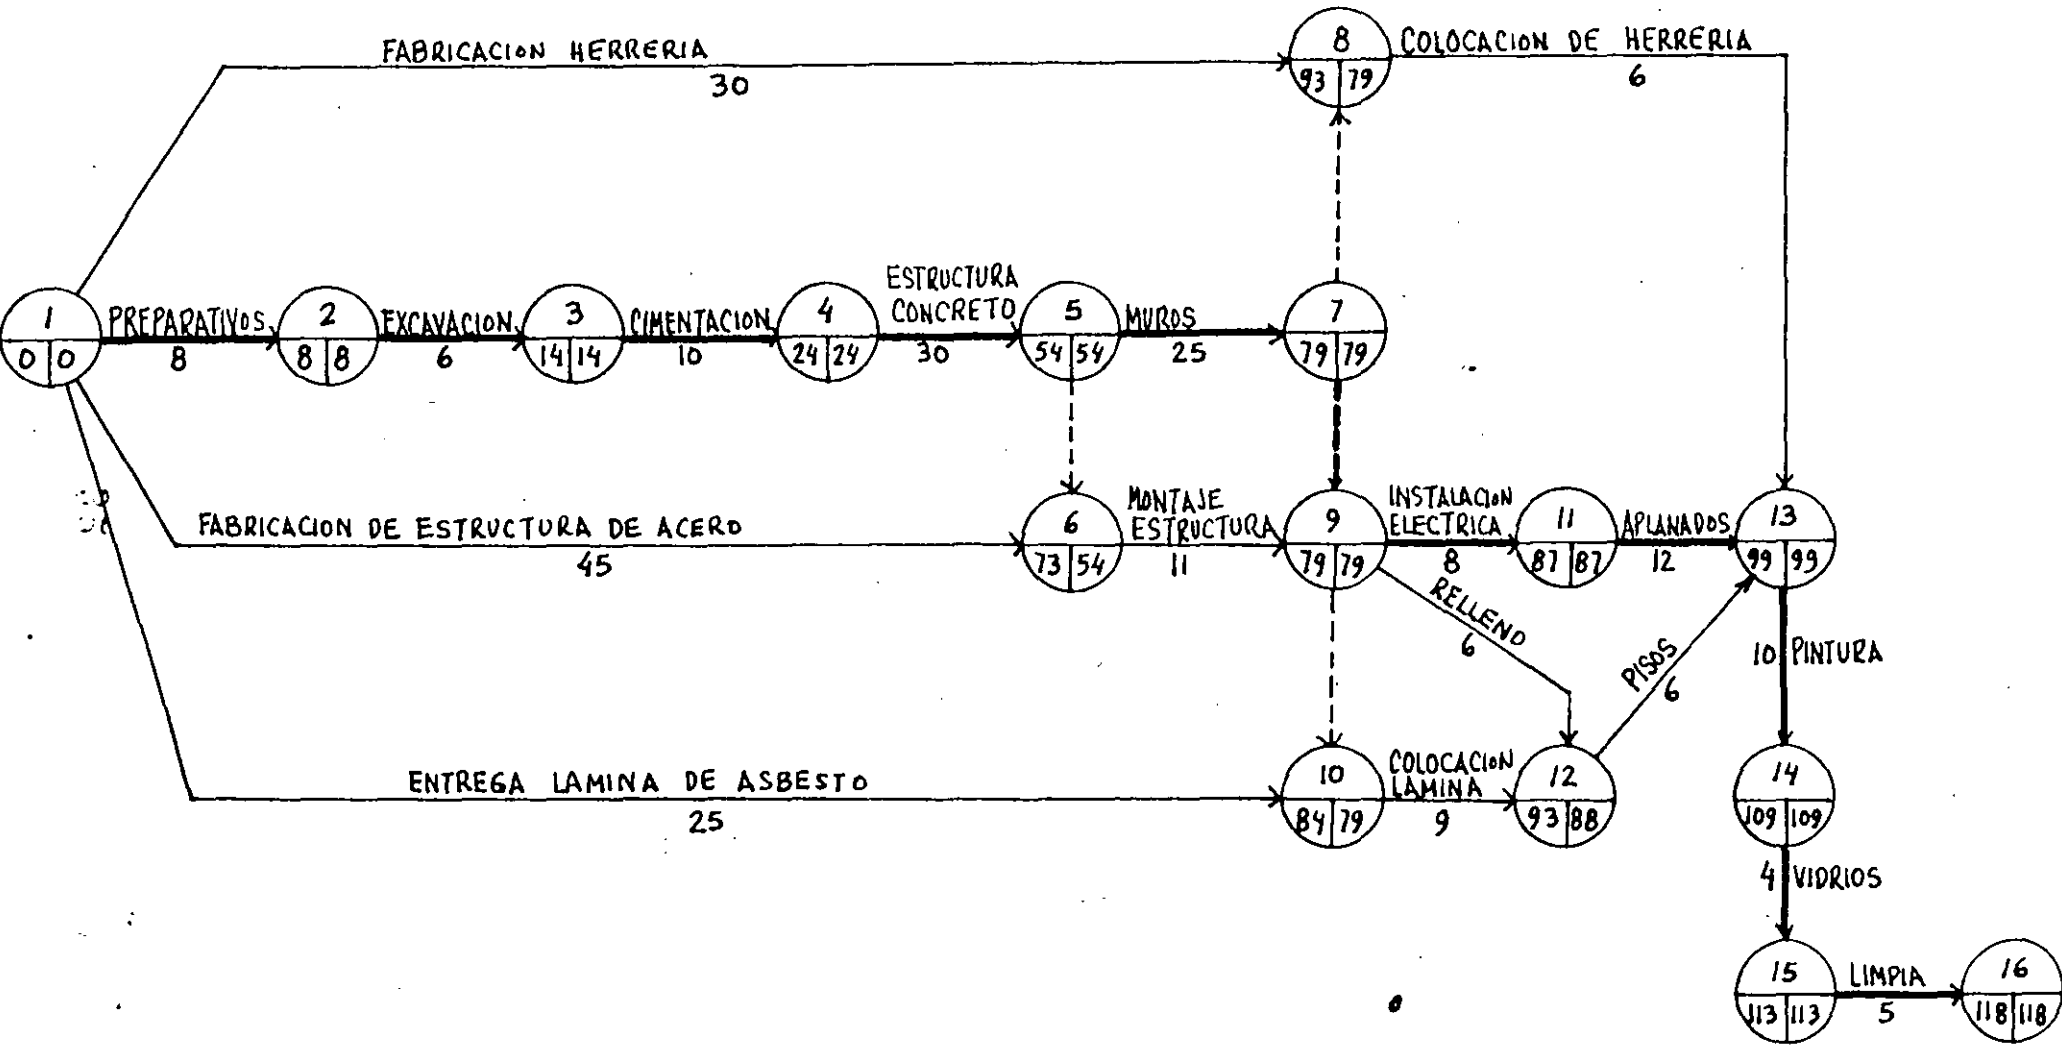 FABRICACION HERRERIA
30
8
93 79
COLOCACION DE HERRERIA
6
1
0 0
PREPARATIVOS
8
2
8 8
EXCAVACION
6
3
14 14
CIMENTACION
10
4
24 24
ESTRUCTURA
CONCRETO
30
5
54 54
MUROS
25
7
79 79
FABRICACION DE ESTRUCTURA DE ACERO
45
6
73 54
MONTAJE
ESTRUCTURA
11
9
79 79
INSTALACION
ELECTRICA
8
11
87 87
APLANADOS
12
13
99 99
RELLENO
6
PISOS
6
10 PINTURA
ENTREGA LAMINA DE ASBESTO
25
10
84 79
COLOCACION
LAMINA
9
12
93 88
14
109 109
4 VIDRIOS
15
113 113
LIMPIA
5
16
118 118